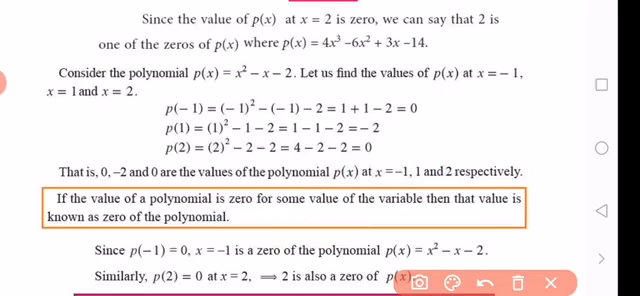 Since the value of p(x) at x = 2 is zero, we can say that 2 is
one of the zeros of p(x) where p(x) = 4x³ –6x² + 3x –14.
Consider the polynomial p(x) = x² – x – 2. Let us find the values of p(x) at x = – 1,
x = 1 and x = 2.
p(– 1) = (– 1)² – (– 1) – 2 = 1 + 1 – 2 = 0
p(1) = (1)² – 1 – 2 = 1 – 1 – 2 = – 2
p(2) = (2)² – 2 – 2 = 4 – 2 – 2 = 0
That is, 0, –2 and 0 are the values of the polynomial p(x) at x = –1, 1 and 2 respectively.
If the value of a polynomial is zero for some value of the variable then that value is
known as zero of the polynomial.
Since p(–1) = 0, x = –1 is a zero of the polynomial p(x) = x² – x – 2.
Similarly, p(2) = 0 at x = 2, ⟹ 2 is also a zero of p(x)